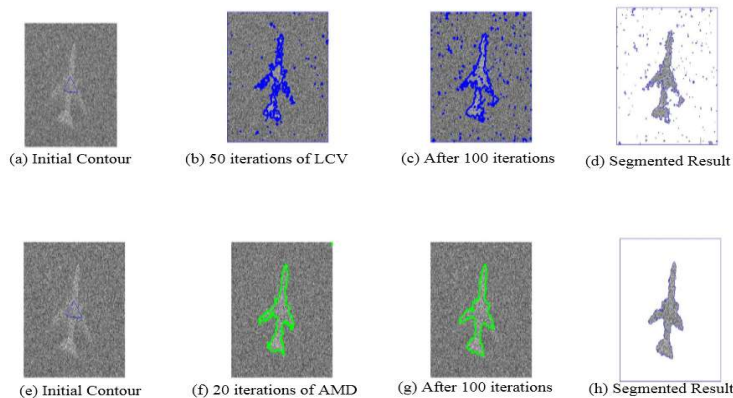 (a) Initial Contour
(b) 50 iterations of LCV
(c) After 100 iterations
(d) Segmented Result
(e) Initial Contour
(f) 20 iterations of AMD
(g) After 100 iterations
(h) Segmented Result